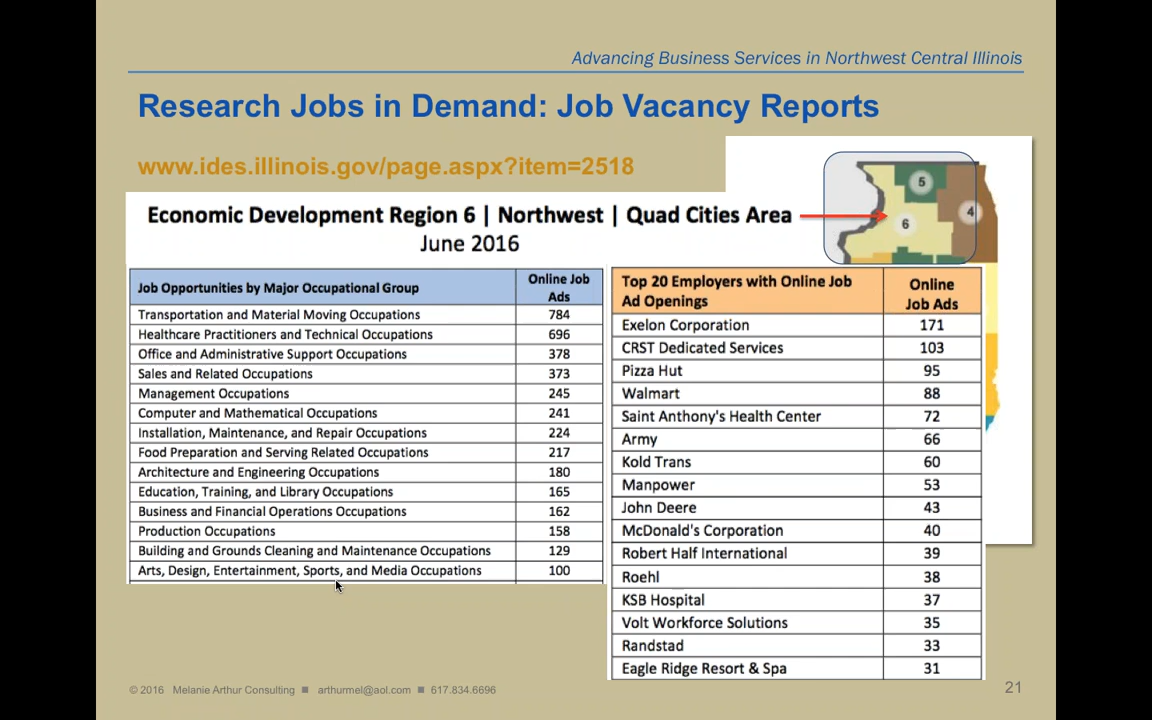 Advancing Business Services in Northwest Central Illinois
Research Jobs in Demand: Job Vacancy Reports
www.ides.illinois.gov/page.aspx?item=2518
Economic Development Region 6 | Northwest | Quad Cities Area
June 2016
5
4
6
Job Opportunities by Major Occupational Group
Online Job
Ads
Transportation and Material Moving Occupations 784
Healthcare Practitioners and Technical Occupations 696
Office and Administrative Support Occupations 378
Sales and Related Occupations 373
Management Occupations 245
Computer and Mathematical Occupations 241
Installation, Maintenance, and Repair Occupations 224
Food Preparation and Serving Related Occupations 217
Architecture and Engineering Occupations 180
Education, Training, and Library Occupations 165
Business and Financial Operations Occupations 162
Production Occupations 158
Building and Grounds Cleaning and Maintenance Occupations 129
Arts, Design, Entertainment, Sports, and Media Occupations 100
Top 20 Employers with Online Job
Ad Openings
Online
Job Ads
Exelon Corporation 171
CRST Dedicated Services 103
Pizza Hut 95
Walmart 88
Saint Anthony's Health Center 72
Army 66
Kold Trans 60
Manpower 53
John Deere 43
McDonald's Corporation 40
Robert Half International 39
Roehl 38
KSB Hospital 37
Volt Workforce Solutions 35
Randstad 33
Eagle Ridge Resort & Spa 31
© 2016 Melanie Arthur Consulting ■ arthurmel@aol.com ■ 617.834.6696
21